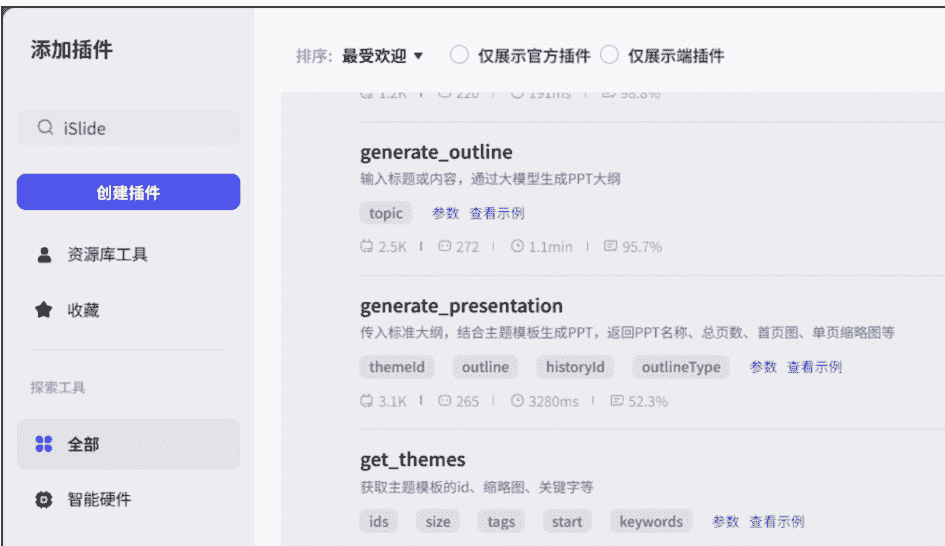 添加插件
排序: 最受欢迎 仅展示官方插件 仅展示端插件
iSlide
创建插件
资源库工具
收藏
探索工具
全部
智能硬件
1.2K 220 191ms 98.8%
generate_outline
输入标题或内容，通过大模型生成PPT大纲
topic 参数 查看示例
2.5K 272 1.1min 95.7%
generate_presentation
传入标准大纲，结合主题模板生成PPT，返回PPT名称、总页数、首页图、单页缩略图等
themeId outline historyId outlineType 参数 查看示例
3.1K 265 3280ms 52.3%
get_themes
获取主题模板的id、缩略图、关键字等
ids size tags start keywords 参数 查看示例